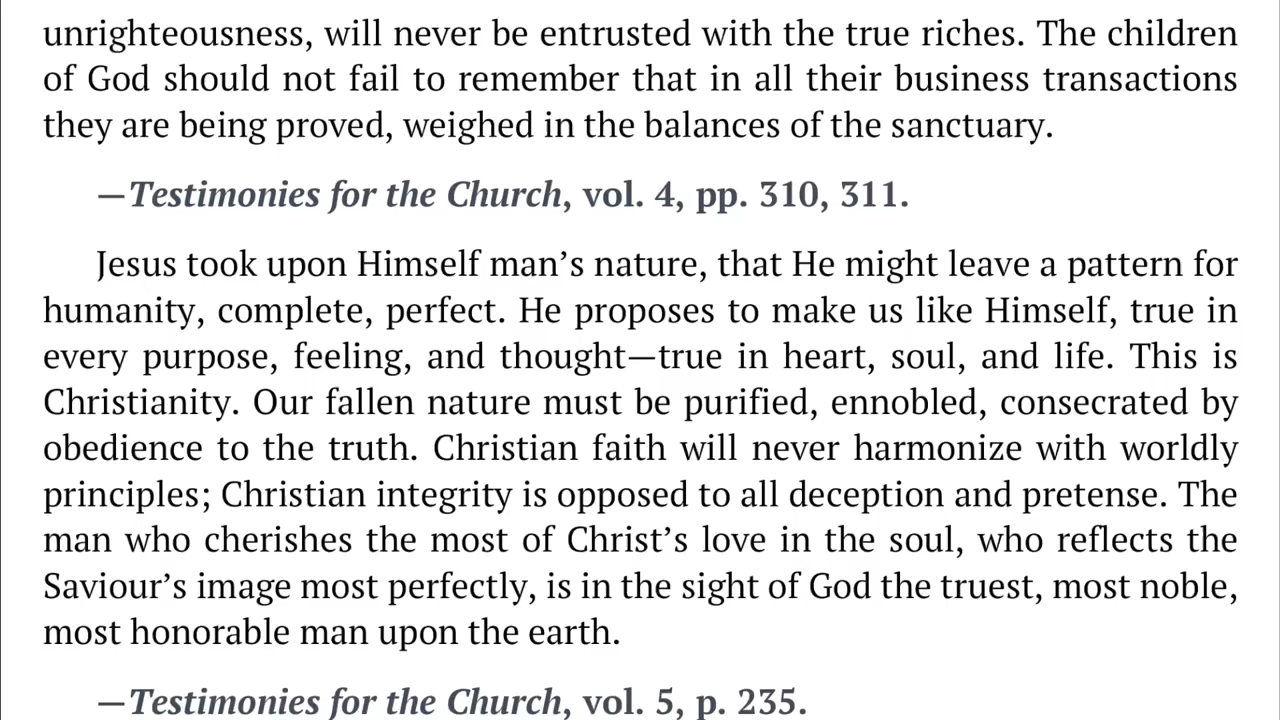 unrighteousness, will never be entrusted with the true riches. The children
of God should not fail to remember that in all their business transactions
they are being proved, weighed in the balances of the sanctuary.
—Testimonies for the Church, vol. 4, pp. 310, 311.
Jesus took upon Himself man’s nature, that He might leave a pattern for
humanity, complete, perfect. He proposes to make us like Himself, true in
every purpose, feeling, and thought—true in heart, soul, and life. This is
Christianity. Our fallen nature must be purified, ennobled, consecrated by
obedience to the truth. Christian faith will never harmonize with worldly
principles; Christian integrity is opposed to all deception and pretense. The
man who cherishes the most of Christ’s love in the soul, who reflects the
Saviour’s image most perfectly, is in the sight of God the truest, most noble,
most honorable man upon the earth.
—Testimonies for the Church, vol. 5, p. 235.